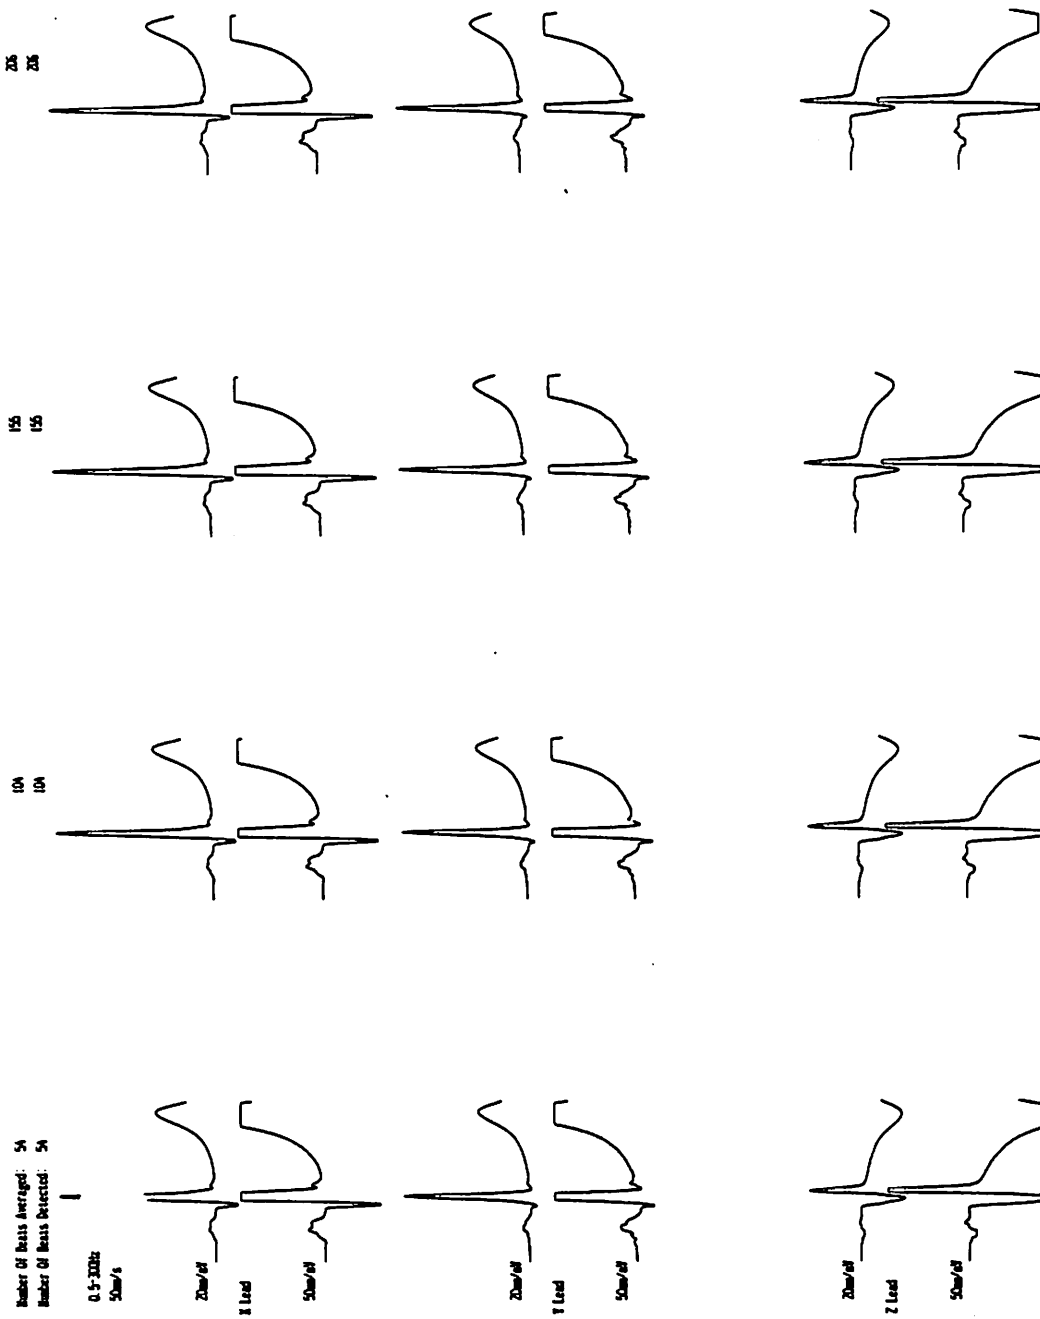 Number Of Beats Averaged: 54 104 155 206
Number Of Beats Detected: 54 104 155 206
0.5-300Hz
50mm/s
20mm/mV
X Lead
50mm/mV
20mm/mV
Y Lead
50mm/mV
20mm/mV
Z Lead
50mm/mV